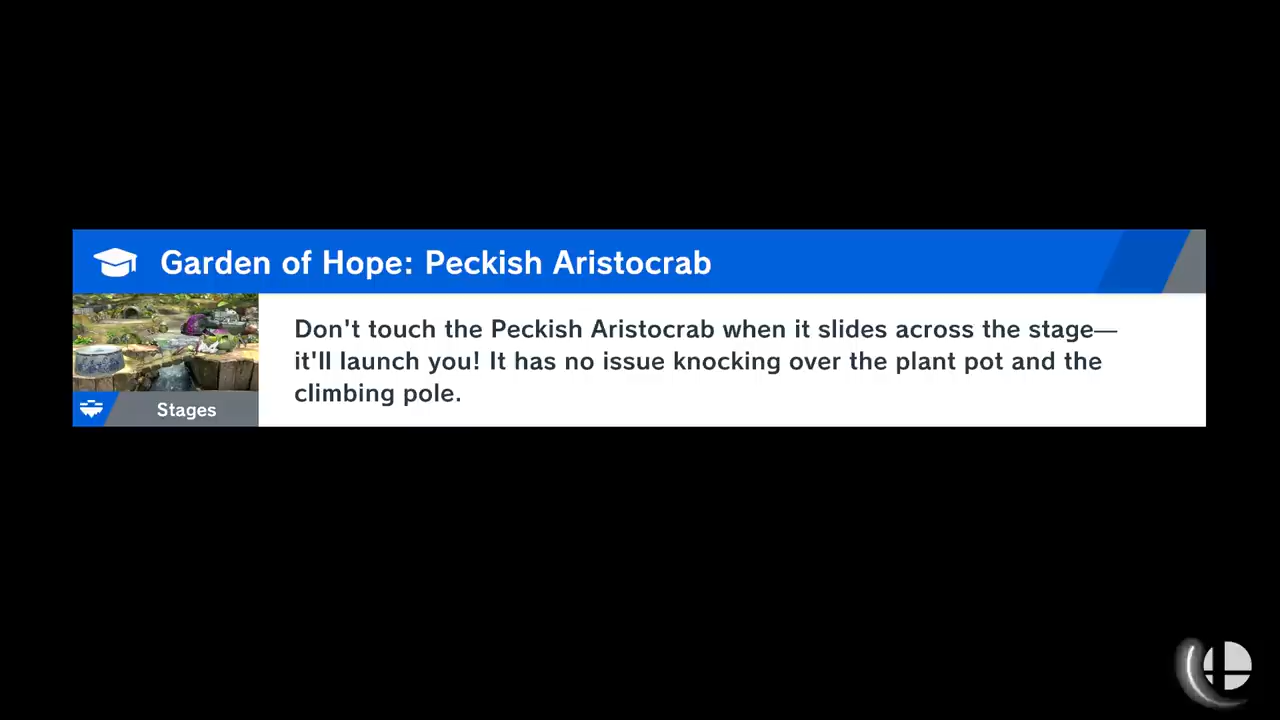 Garden of Hope: Peckish Aristocrab
Don't touch the Peckish Aristocrab when it slides across the stage—
it'll launch you! It has no issue knocking over the plant pot and the
climbing pole.
Stages